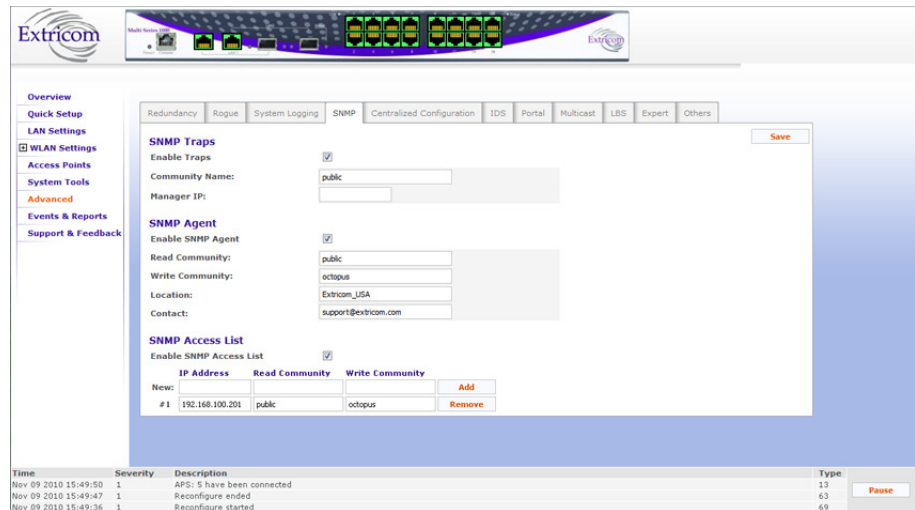 Extricom
Multi Series 1000
Extricom
Overview
Quick Setup
LAN Settings
WLAN Settings
Access Points
System Tools
Advanced
Events & Reports
Support & Feedback
Redundancy Rogue System Logging SNMP Centralized Configuration IDS Portal Multicast LBS Expert Others
Save
SNMP Traps
Enable Traps
Community Name: public
Manager IP:
SNMP Agent
Enable SNMP Agent
Read Community: public
Write Community: octopus
Location: Extricom_USA
Contact: support@extricom.com
SNMP Access List
Enable SNMP Access List
IP Address Read Community Write Community
New: Add
#1 192.168.100.201 public octopus Remove
Time Severity Description Type
Nov 09 2010 15:49:50 1 APS: 5 have been connected 13
Nov 09 2010 15:49:47 1 Reconfigure ended 63
Nov 09 2010 15:49:36 1 Reconfigure started 69
Pause